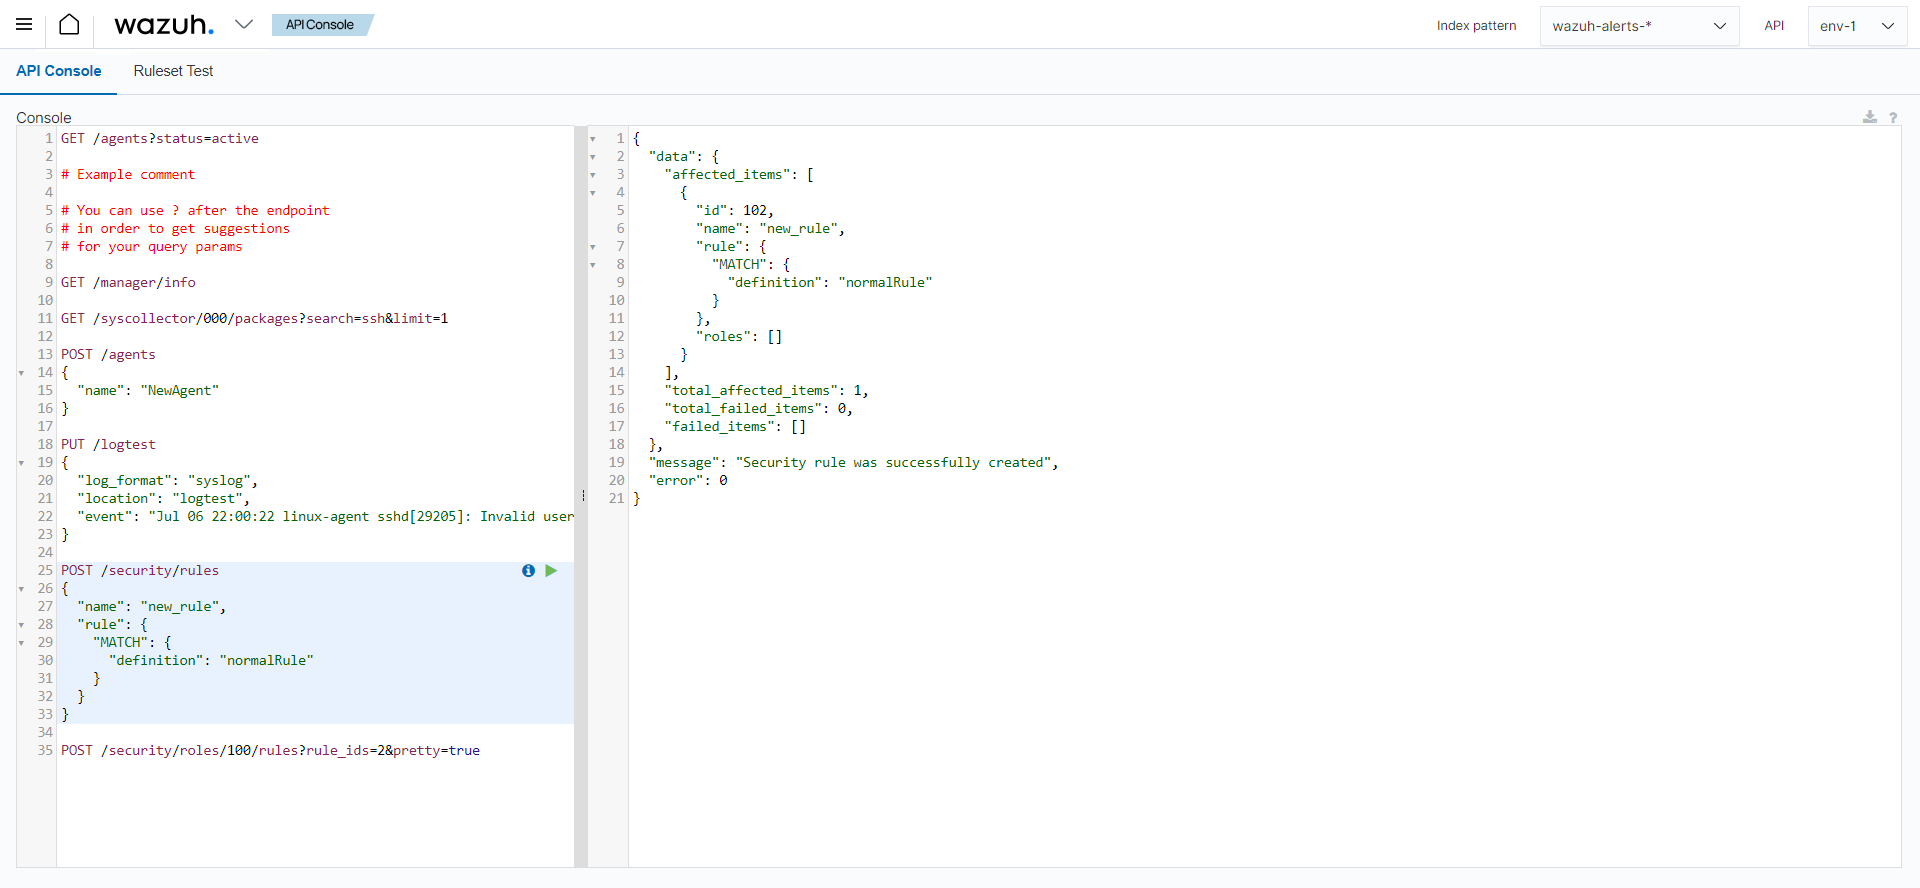 wazuh.
API Console
Index pattern
wazuh-alerts-*
API
env-1
API Console
Ruleset Test
Console
?
1 GET /agents?status=active
2
3 # Example comment
4
5 # You can use ? after the endpoint
6 # in order to get suggestions
7 # for your query params
8
9 GET /manager/info
10
11 GET /syscollector/000/packages?search=ssh&limit=1
12
13 POST /agents
14 {
15   "name": "NewAgent"
16 }
17
18 PUT /logtest
19 {
20   "log_format": "syslog",
21   "location": "logtest",
22   "event": "Jul 06 22:00:22 linux-agent sshd[29205]: Invalid user
23 }
24
25 POST /security/rules
26 {
27   "name": "new_rule",
28   "rule": {
29     "MATCH": {
30       "definition": "normalRule"
31     }
32   }
33 }
34
35 POST /security/roles/100/rules?rule_ids=2&pretty=true
1 {
2   "data": {
3     "affected_items": [
4       {
5         "id": 102,
6         "name": "new_rule",
7         "rule": {
8           "MATCH": {
9             "definition": "normalRule"
10           }
11         },
12         "roles": []
13       }
14     ],
15     "total_affected_items": 1,
16     "total_failed_items": 0,
17     "failed_items": []
18   },
19   "message": "Security rule was successfully created",
20   "error": 0
21 }